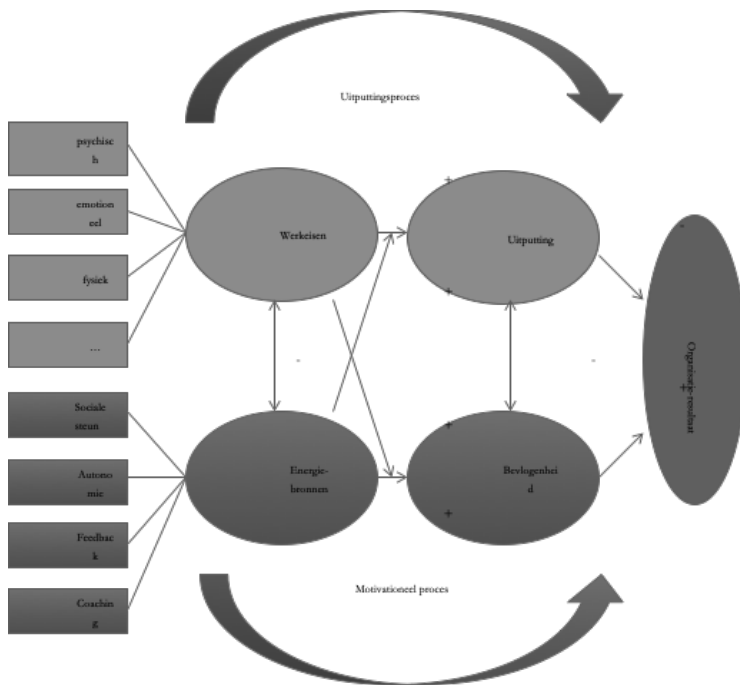 Uitputtingsproces
psychisc
h
emotion
eel
fysiek
...
Sociale
steun
Autono
mie
Feedbac
k
Coachin
g
Werkeisen
+
Uitputting
+
-
-
Energie-
bronnen
+
Bevlogenhei
d
+
-
Organisatie-resultaat
+
Motivationeel proces